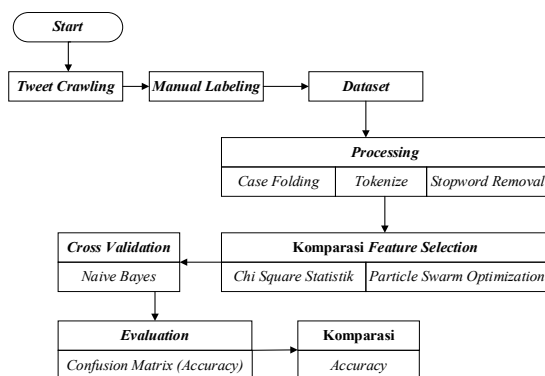 Start
Tweet Crawling
Manual Labeling
Dataset
Processing
Case Folding
Tokenize
Stopword Removal
Cross Validation
Naive Bayes
Komparasi Feature Selection
Chi Square Statistik
Particle Swarm Optimization
Evaluation
Confusion Matrix (Accuracy)
Komparasi
Accuracy